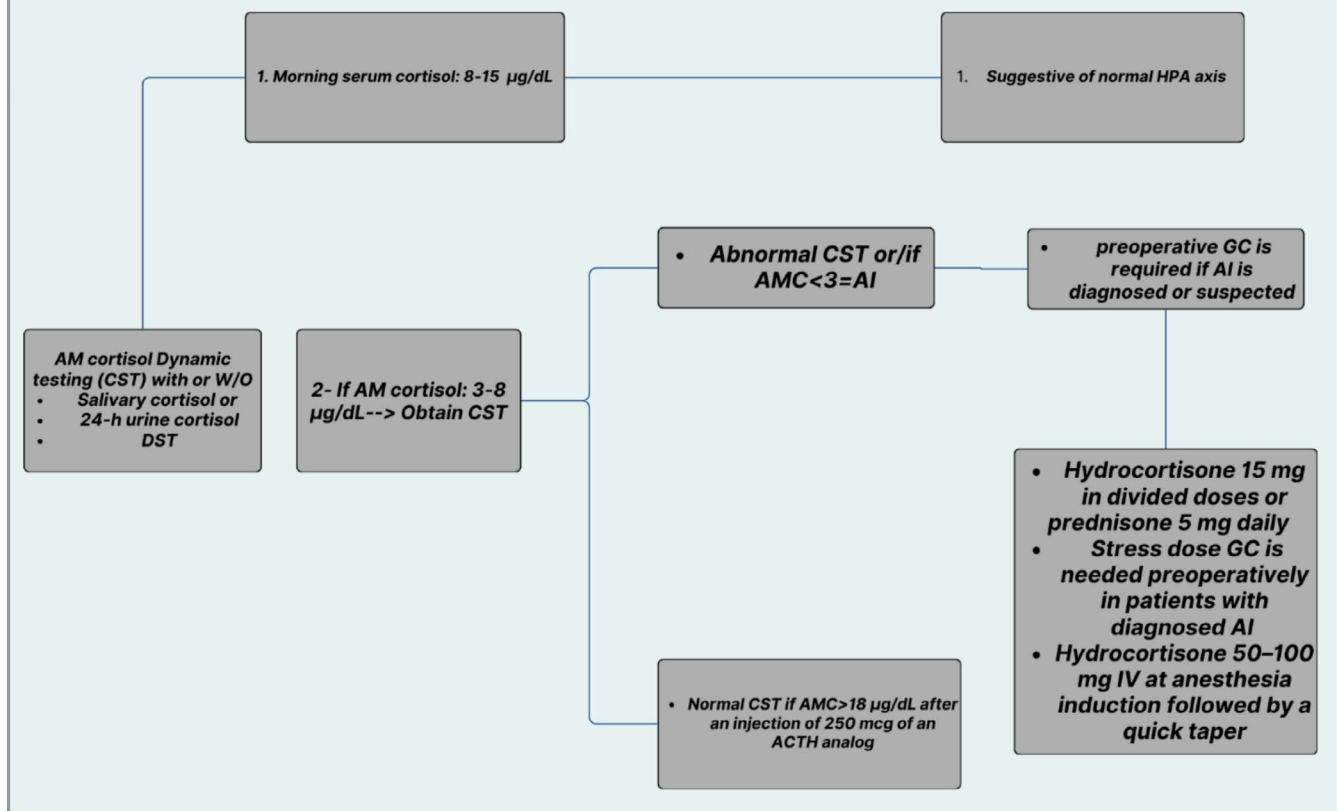 1. Morning serum cortisol: 8-15 µg/dL
1. Suggestive of normal HPA axis
• Abnormal CST or/if
AMC<3=AI
• preoperative GC is
required if AI is
diagnosed or suspected
AM cortisol Dynamic
testing (CST) with or W/O
• Salivary cortisol or
• 24-h urine cortisol
• DST
2- If AM cortisol: 3-8
µg/dL--> Obtain CST
• Hydrocortisone 15 mg
in divided doses or
prednisone 5 mg daily
• Stress dose GC is
needed preoperatively
in patients with
diagnosed AI
• Hydrocortisone 50–100
mg IV at anesthesia
induction followed by a
quick taper
• Normal CST if AMC>18 µg/dL after
an injection of 250 mcg of an
ACTH analog